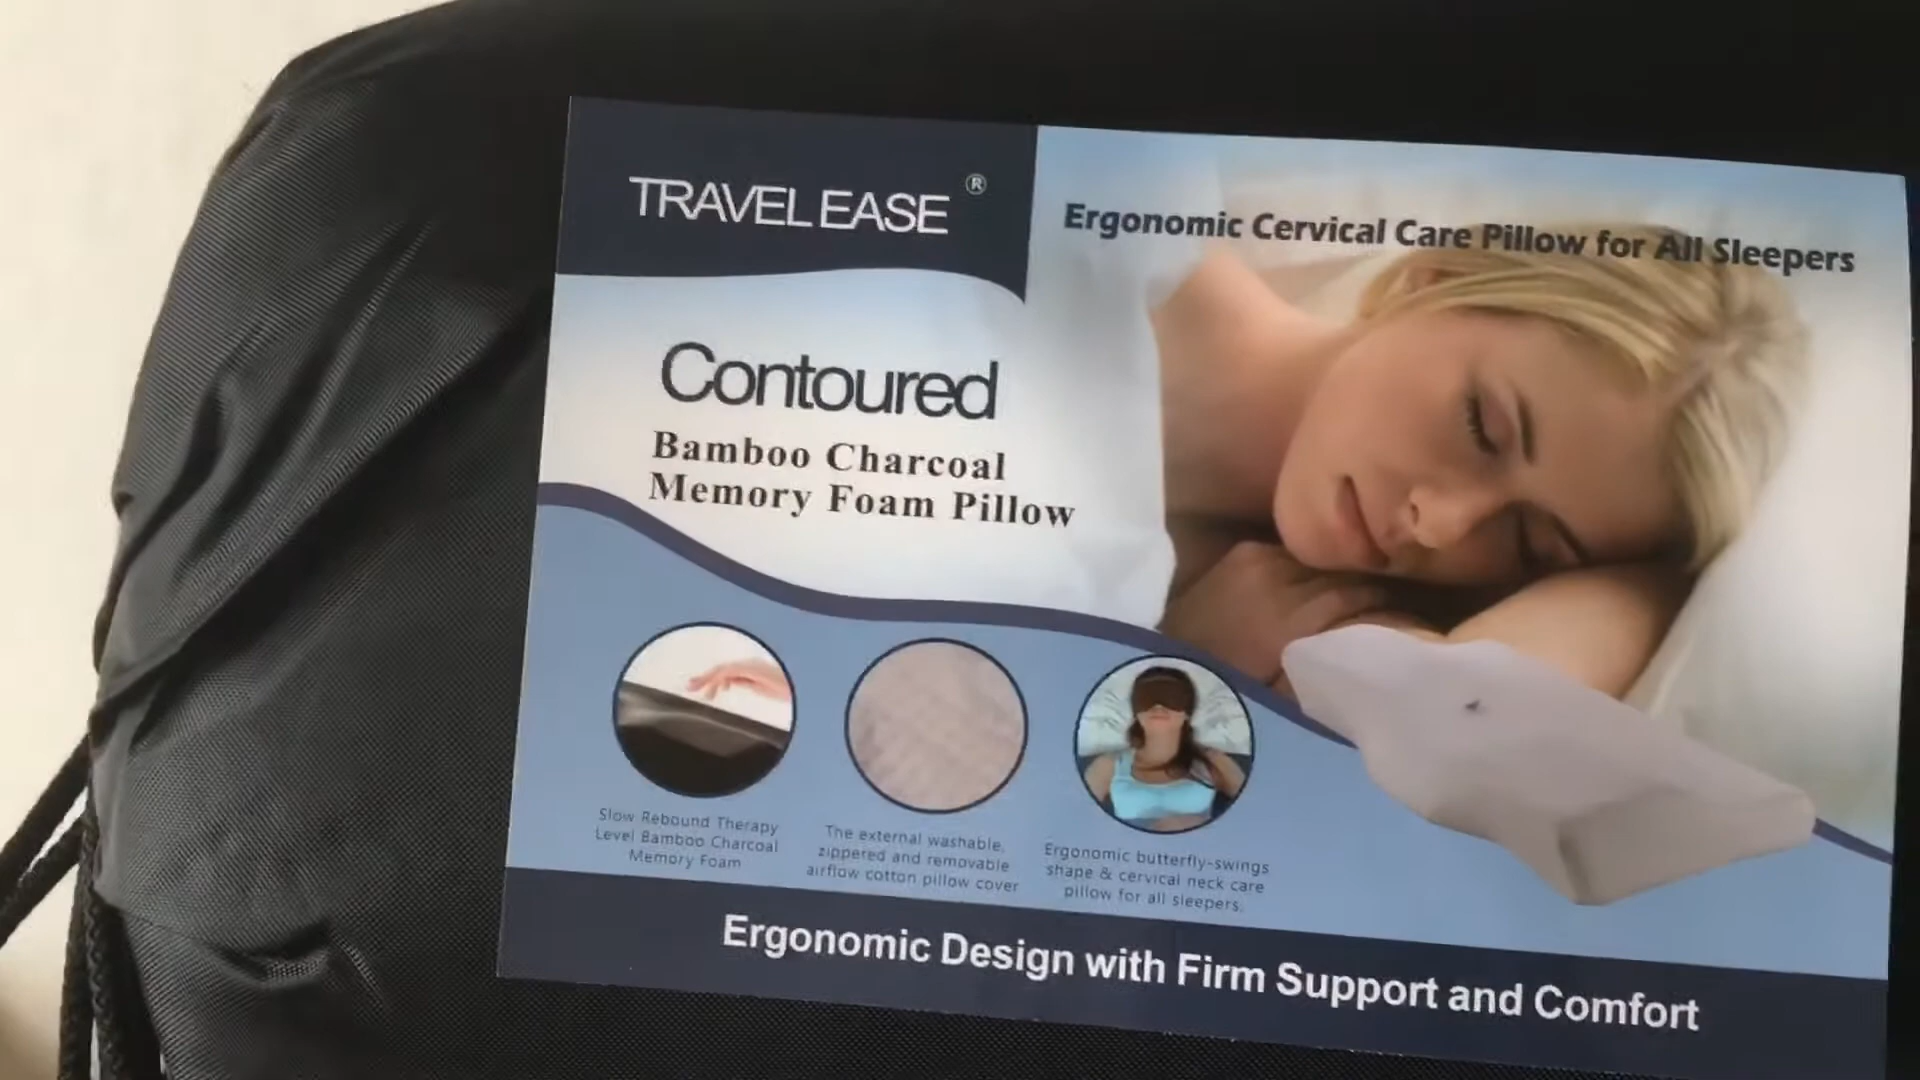 TRAVEL EASE ®
Ergonomic Cervical Care Pillow for All Sleepers
Contoured
Bamboo Charcoal
Memory Foam Pillow
Slow Rebound Therapy
Level Bamboo Charcoal
Memory Foam
The external washable,
zippered and removable
airflow cotton pillow cover
Ergonomic butterfly-swings
shape & cervical neck care
pillow for all sleepers.
Ergonomic Design with Firm Support and Comfort